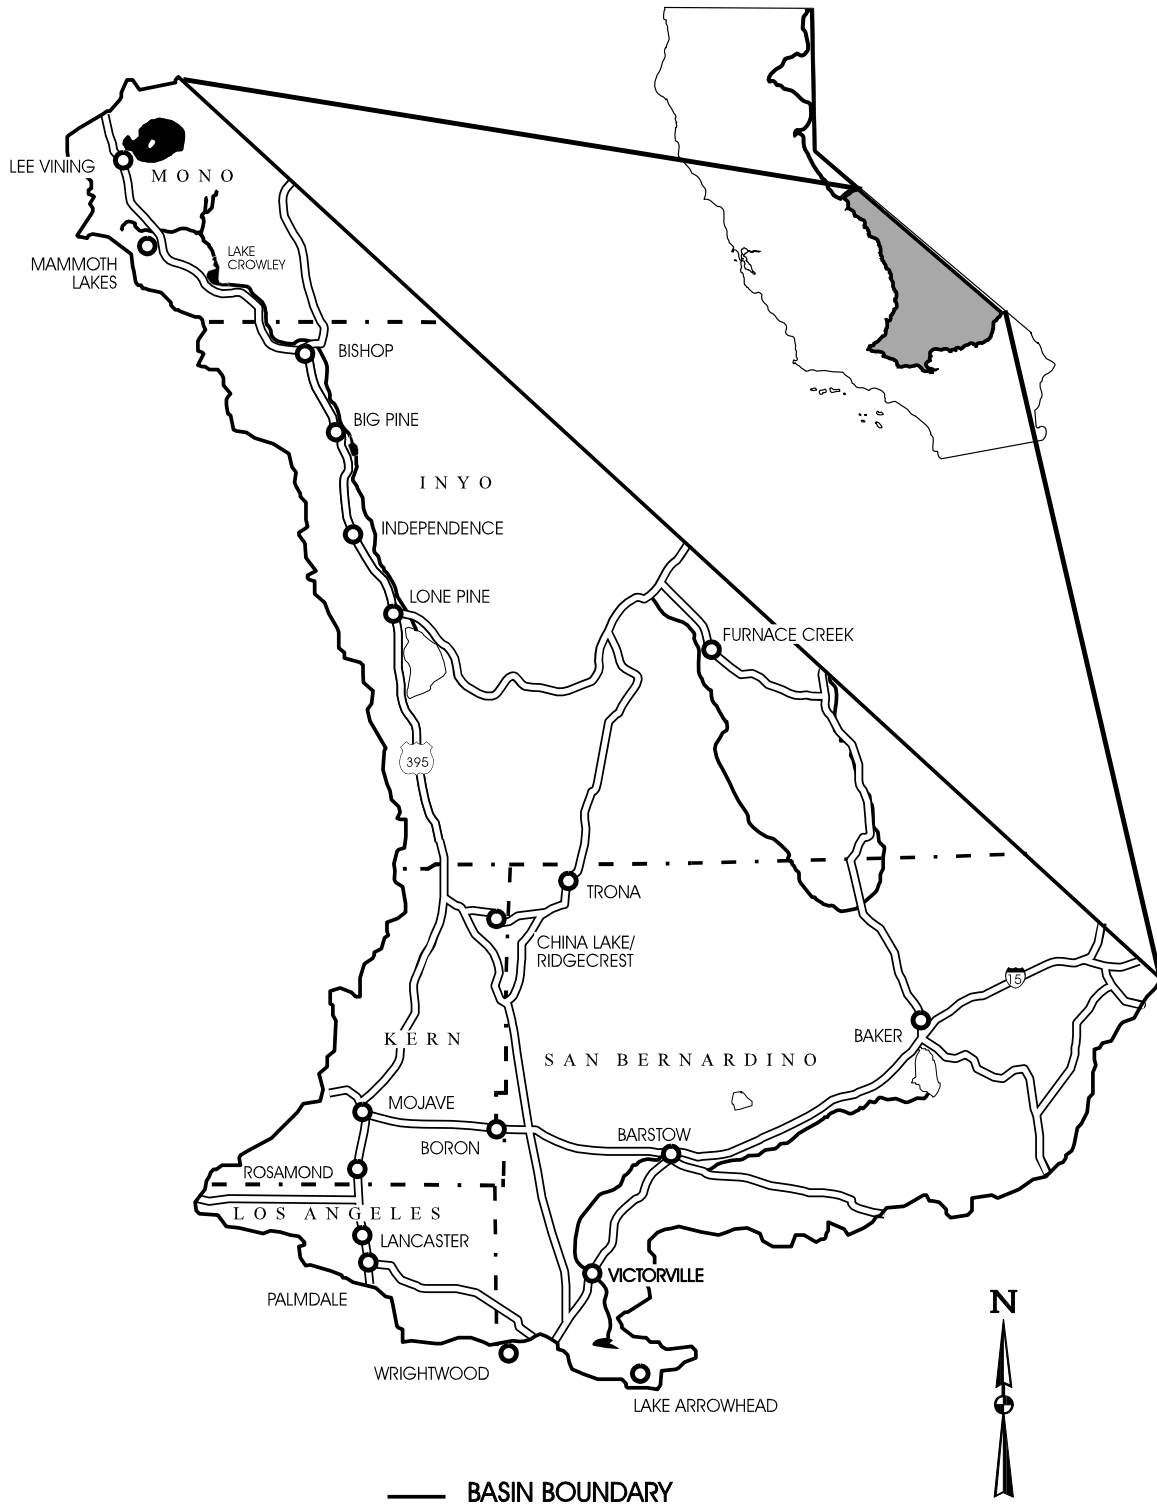 LEE VINING
MONO
MAMMOTH
LAKES
LAKE
CROWLEY
BISHOP
BIG PINE
INYO
INDEPENDENCE
LONE PINE
FURNACE CREEK
395
TRONA
CHINA LAKE/
RIDGECREST
15
KERN
BAKER
SAN BERNARDINO
MOJAVE
BORON
BARSTOW
ROSAMOND
LOS ANGELES
LANCASTER
VICTORVILLE
PALMDALE
N
WRIGHTWOOD
LAKE ARROWHEAD
BASIN BOUNDARY